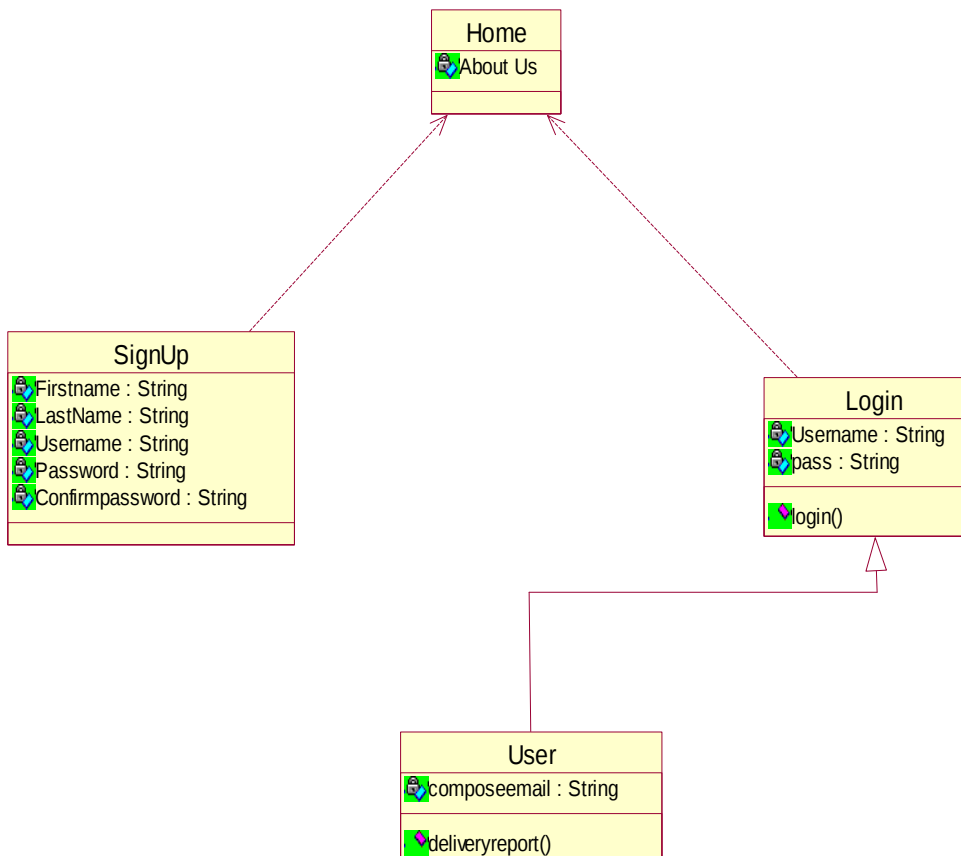 Home
About Us
SignUp
Firstname : String
LastName : String
Username : String
Password : String
Confirmpassword : String
Login
Username : String
pass : String
login()
User
composeemail : String
deliveryreport()